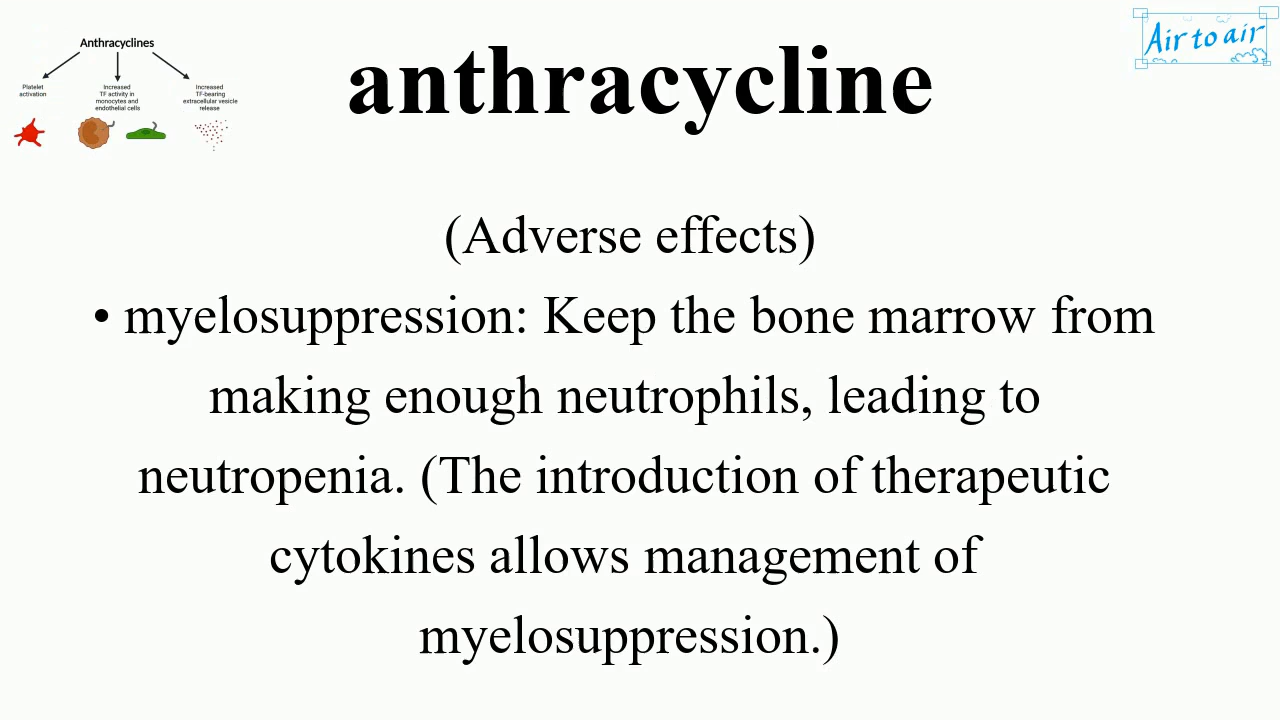 Anthracyclines
Platelet
activation
Increased
TF activity in
monocytes and
endothelial cells
Increased
TF-bearing
extracellular vesicle
release
Air to air
anthracycline
(Adverse effects)
• myelosuppression: Keep the bone marrow from
making enough neutrophils, leading to
neutropenia. (The introduction of therapeutic
cytokines allows management of
myelosuppression.)